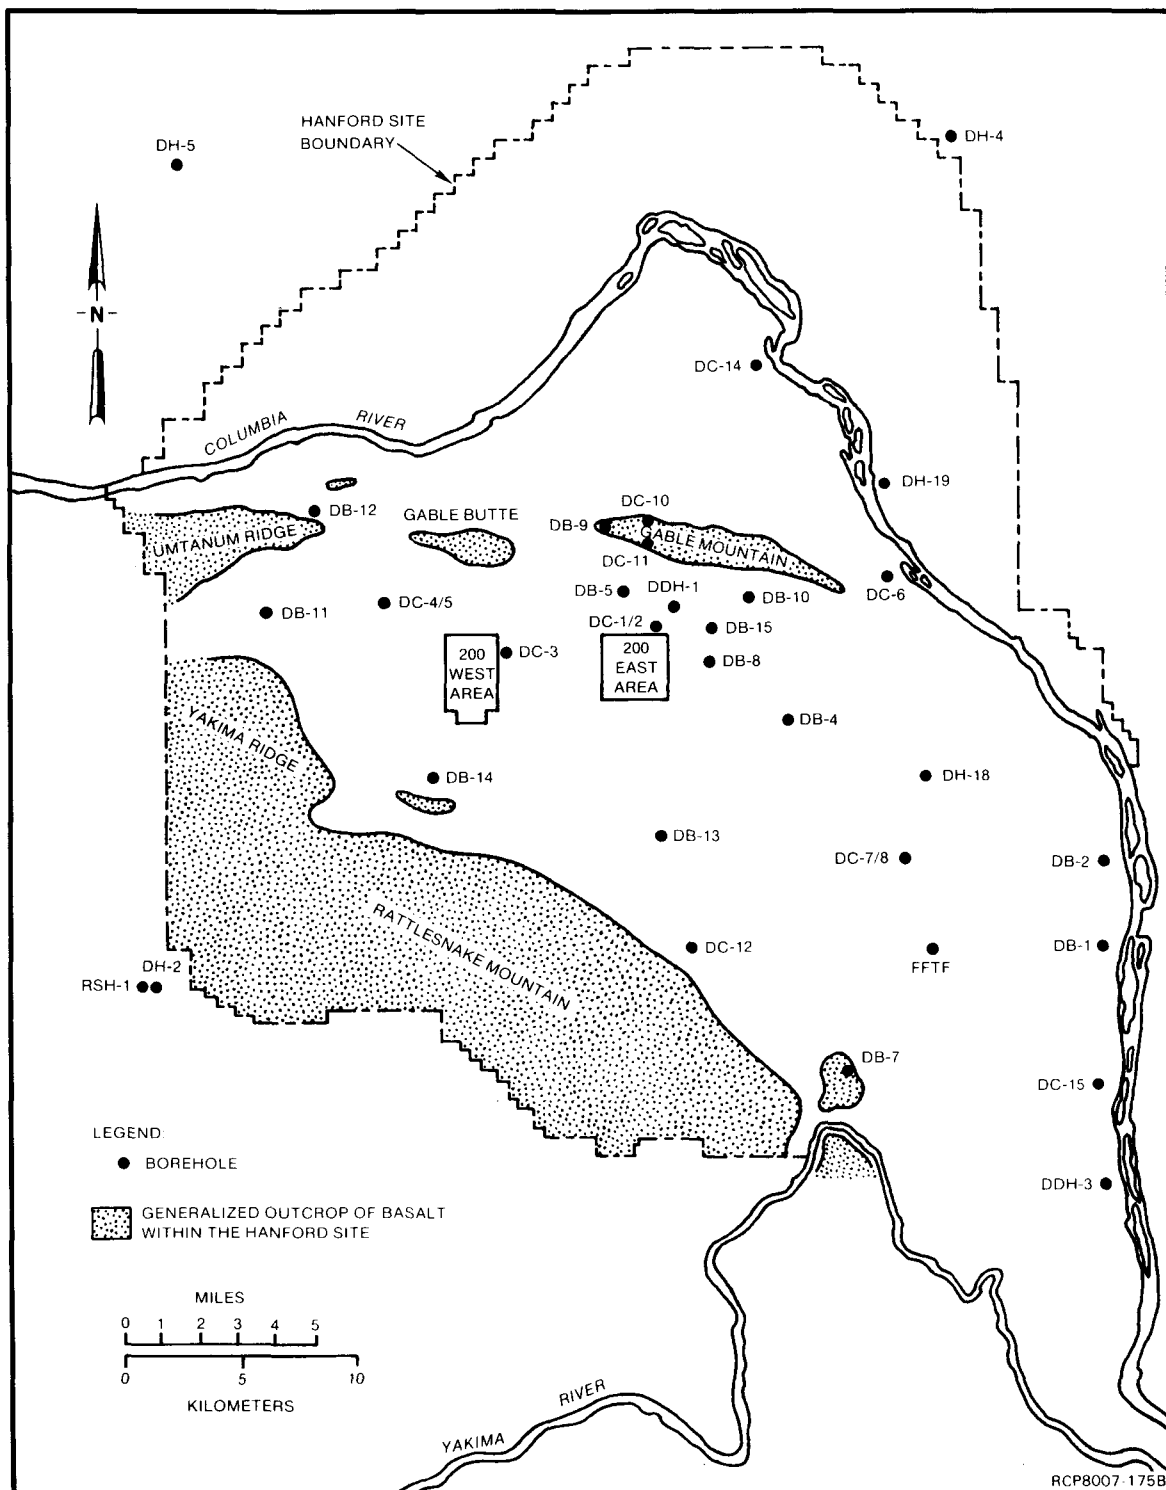 HANFORD SITE
BOUNDARY
DH-5
DH-4
N
DC-14
COLUMBIA RIVER
DH-19
DB-12
GABLE BUTTE
DC-10
DB-9
UMTANUM RIDGE
GABLE MOUNTAIN
DC-11
DB-5
DDH-1
DC-6
DB-11
DC-4/5
DB-10
DC-1/2
DB-15
DC-3
200
WEST
AREA
200
EAST
AREA
DB-8
YAKIMA RIDGE
DB-4
DB-14
DH-18
DB-13
DC-7/8
DB-2
RATTLESNAKE MOUNTAIN
DC-12
DB-1
FFTF
DH-2
RSH-1
DB-7
DC-15
LEGEND:
BOREHOLE
DDH-3
GENERALIZED OUTCROP OF BASALT
WITHIN THE HANFORD SITE
MILES
0 1 2 3 4 5
0 5 10
KILOMETERS
YAKIMA RIVER
RCP8007-175B